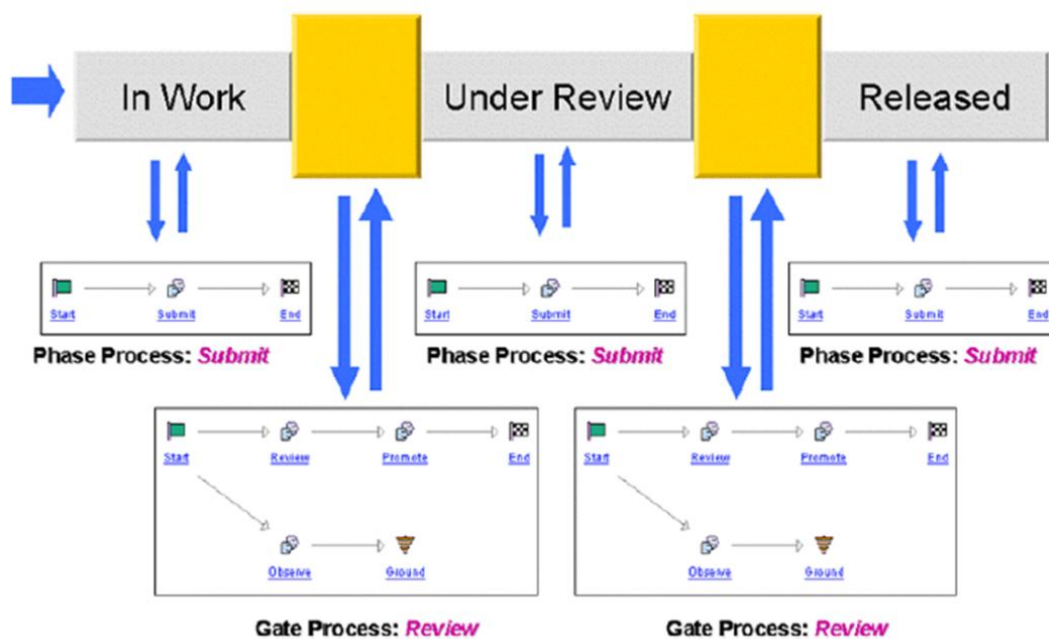 In Work
Under Review
Released
Start Submit End
Phase Process: Submit
Start Submit End
Phase Process: Submit
Start Submit End
Phase Process: Submit
Start Review Promote End
Observe Ground
Gate Process: Review
Start Review Promote End
Observe Ground
Gate Process: Review